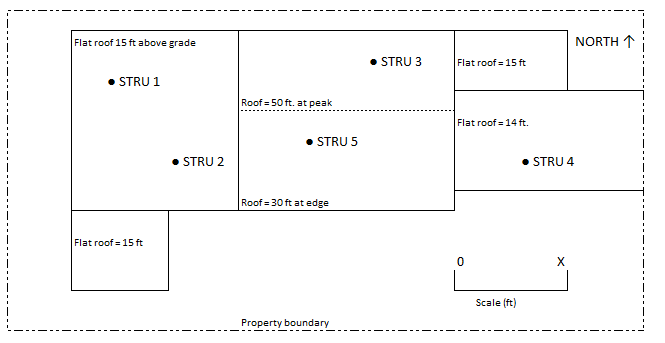 Flat roof 15 ft above grade
NORTH ↑
● STRU 3
Flat roof = 15 ft
● STRU 1
Roof = 50 ft. at peak
Flat roof = 14 ft.
● STRU 5
● STRU 2
● STRU 4
Roof = 30 ft at edge
Flat roof = 15 ft
0 X
Scale (ft)
Property boundary